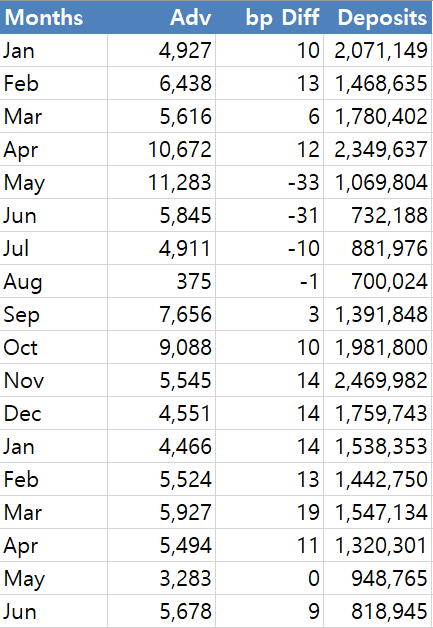 Months Adv bp Diff Deposits
Jan 4,927 10 2,071,149
Feb 6,438 13 1,468,635
Mar 5,616 6 1,780,402
Apr 10,672 12 2,349,637
May 11,283 -33 1,069,804
Jun 5,845 -31 732,188
Jul 4,911 -10 881,976
Aug 375 -1 700,024
Sep 7,656 3 1,391,848
Oct 9,088 10 1,981,800
Nov 5,545 14 2,469,982
Dec 4,551 14 1,759,743
Jan 4,466 14 1,538,353
Feb 5,524 13 1,442,750
Mar 5,927 19 1,547,134
Apr 5,494 11 1,320,301
May 3,283 0 948,765
Jun 5,678 9 818,945